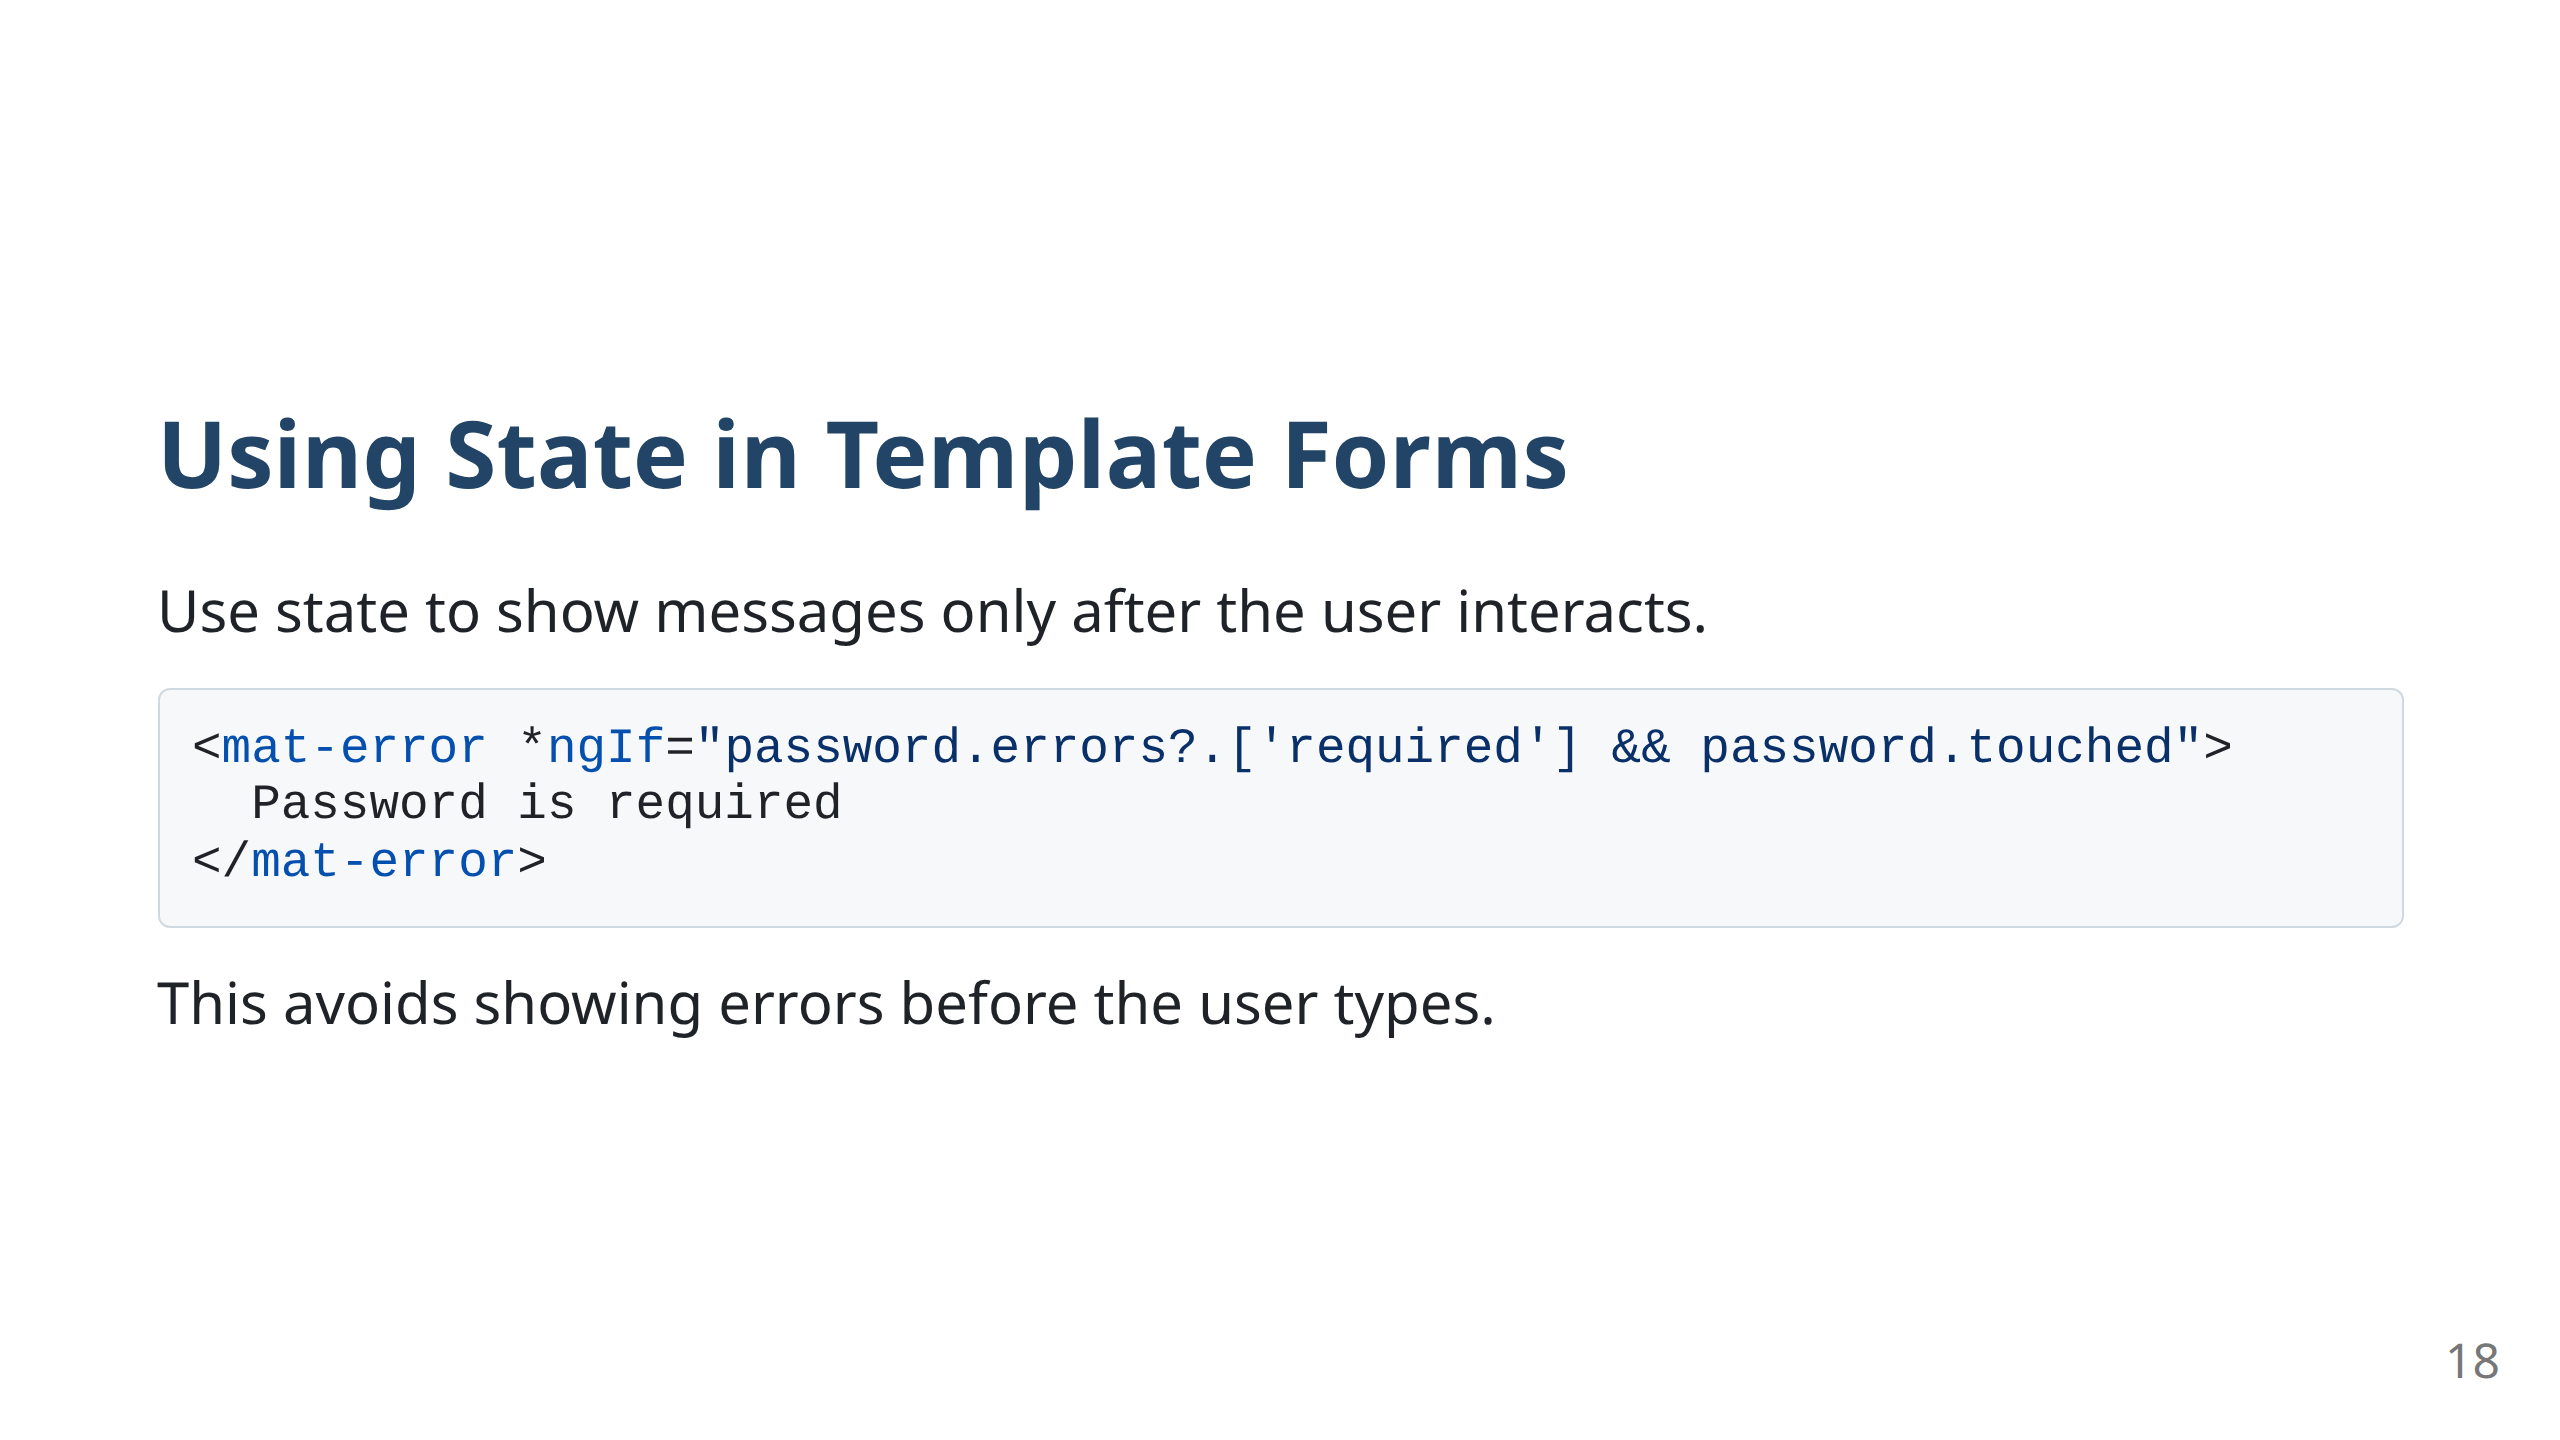 Using State in Template Forms
Use state to show messages only after the user interacts.
<mat-error *ngIf="password.errors?.['required'] && password.touched">
  Password is required
</mat-error>
This avoids showing errors before the user types.
18